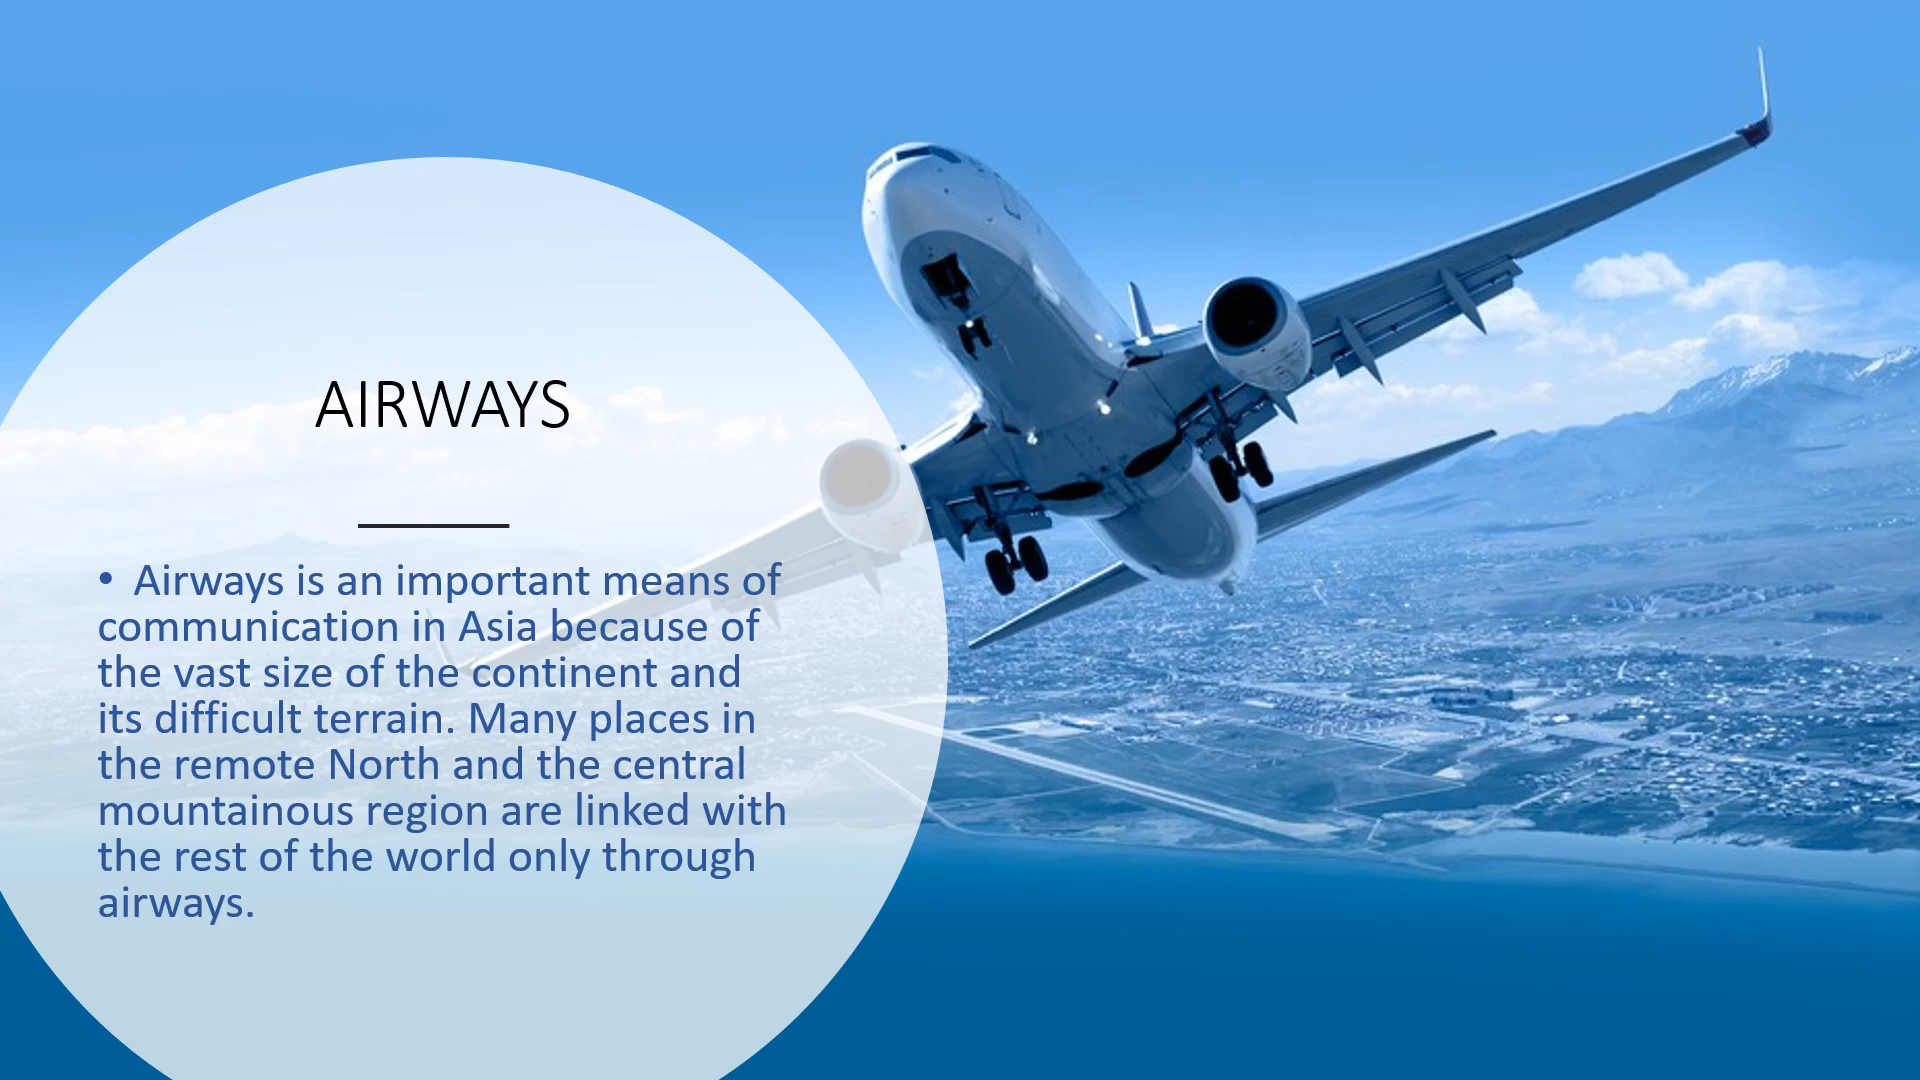 AIRWAYS
• Airways is an important means of
communication in Asia because of
the vast size of the continent and
its difficult terrain. Many places in
the remote North and the central
mountainous region are linked with
the rest of the world only through
airways.